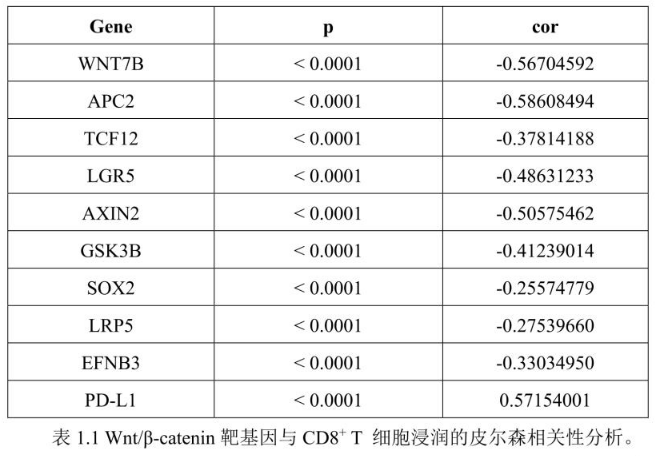 Gene p cor
WNT7B < 0.0001 -0.56704592
APC2 < 0.0001 -0.58608494
TCF12 < 0.0001 -0.37814188
LGR5 < 0.0001 -0.48631233
AXIN2 < 0.0001 -0.50575462
GSK3B < 0.0001 -0.41239014
SOX2 < 0.0001 -0.25574779
LRP5 < 0.0001 -0.27539660
EFNB3 < 0.0001 -0.33034950
PD-L1 < 0.0001 0.57154001
表 1.1 Wnt/β-catenin 靶基因与 CD8⁺ T 细胞浸润的皮尔森相关性分析。